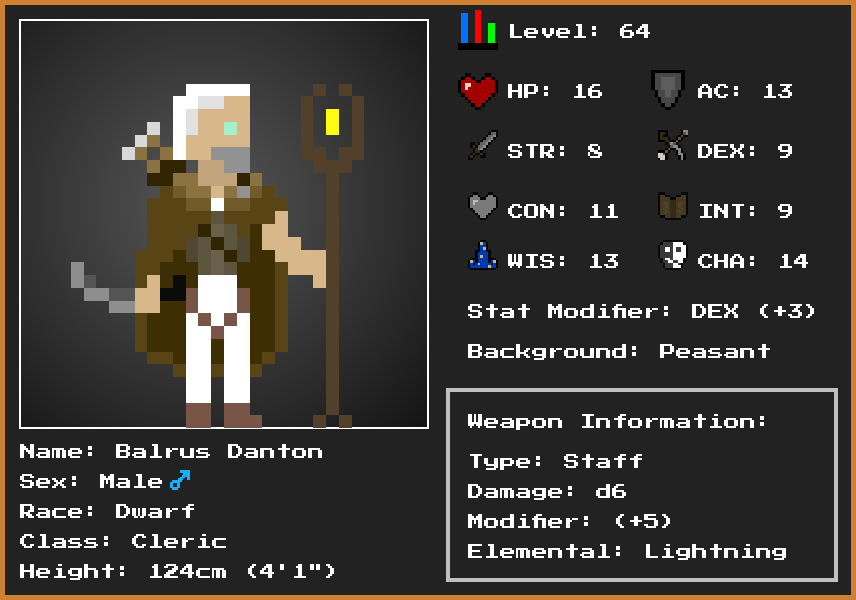 Level: 64
HP: 16 AC: 13
STR: 8 DEX: 9
CON: 11 INT: 9
WIS: 13 CHA: 14
Stat Modifier: DEX (+3)
Background: Peasant
Weapon Information:
Type: Staff
Damage: d6
Modifier: (+5)
Elemental: Lightning
Name: Balrus Danton
Sex: Male♂
Race: Dwarf
Class: Cleric
Height: 124cm (4'1")